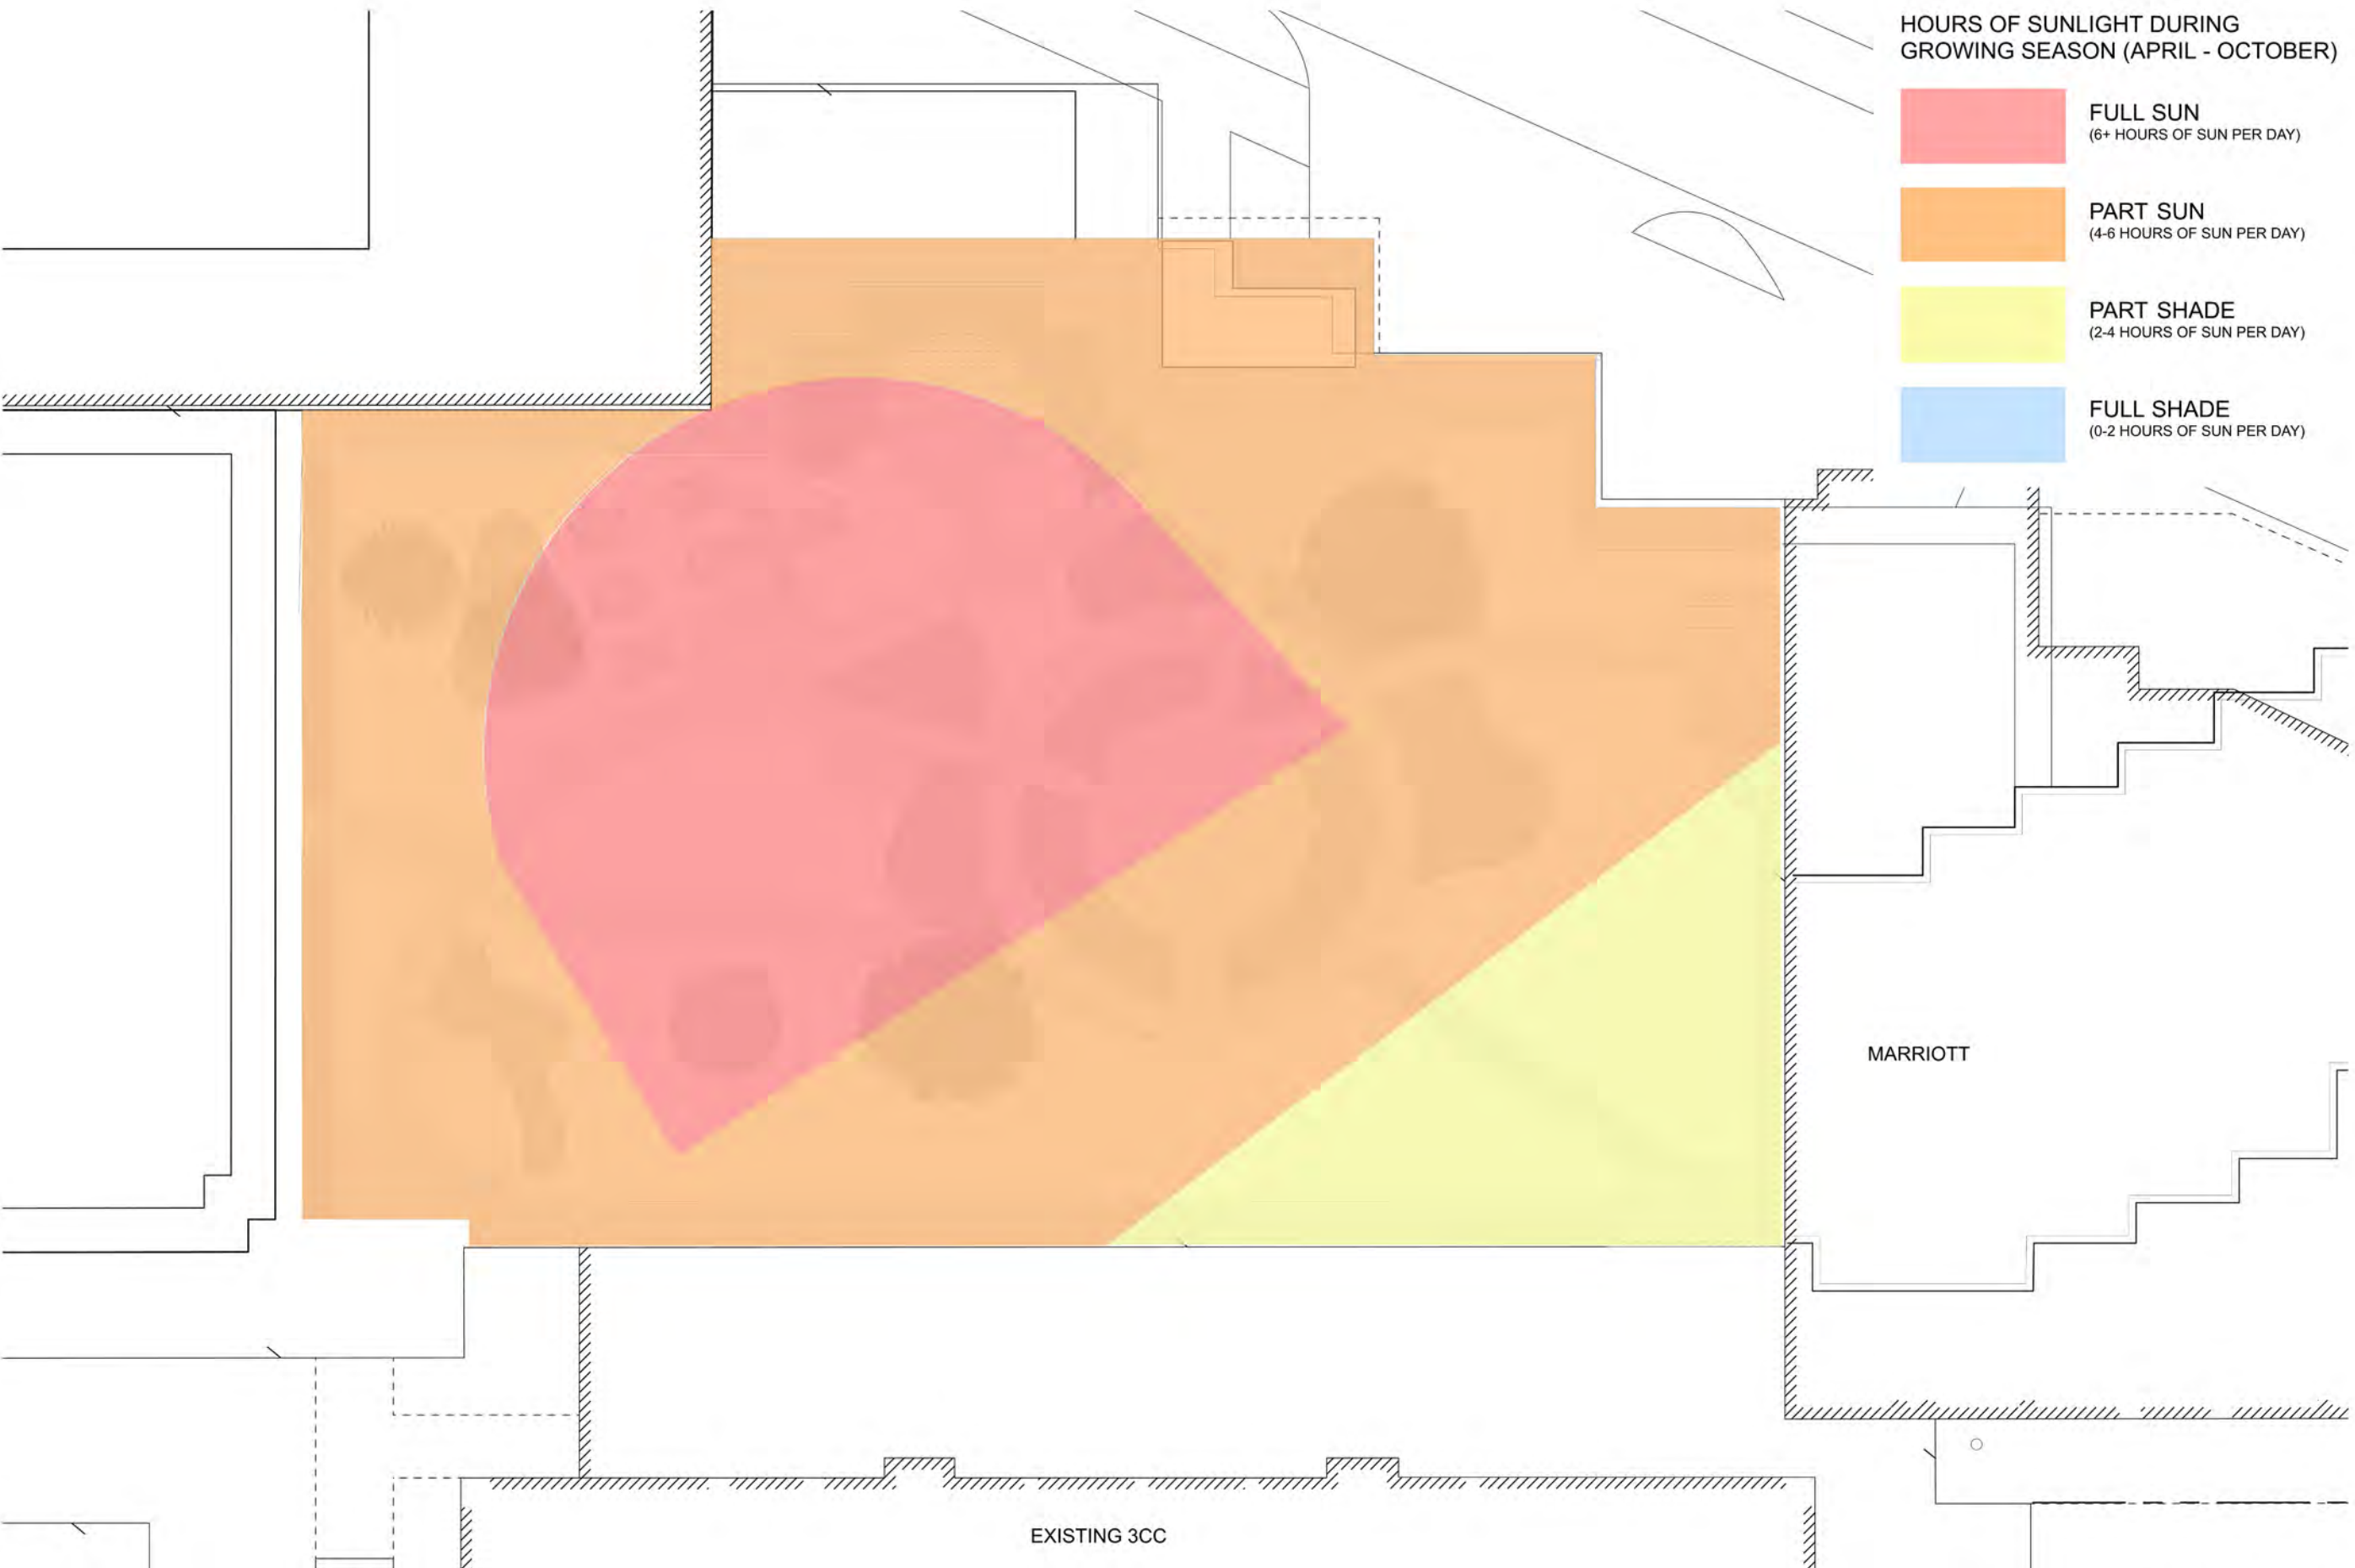 HOURS OF SUNLIGHT DURING
GROWING SEASON (APRIL - OCTOBER)
FULL SUN
(6+ HOURS OF SUN PER DAY)
PART SUN
(4-6 HOURS OF SUN PER DAY)
PART SHADE
(2-4 HOURS OF SUN PER DAY)
FULL SHADE
(0-2 HOURS OF SUN PER DAY)
MARRIOTT
EXISTING 3CC